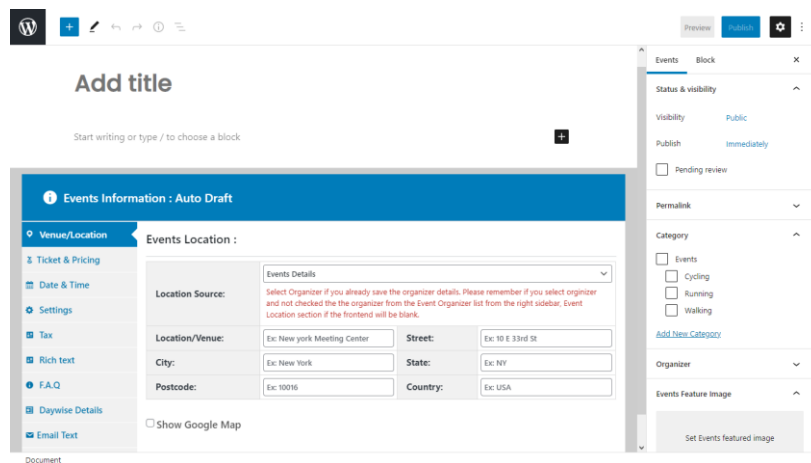 Preview
Publish
Add title
Start writing or type / to choose a block
Events Information : Auto Draft
Venue/Location
Ticket & Pricing
Date & Time
Settings
Tax
Rich text
F.A.Q
Daywise Details
Email Text
Events Location :
Location Source:
Events Details
Select Organizer if you already save the organizer details. Please remember if you select orginizer
and not checked the the organizer from the Event Organizer list from the right sidebar, Event
Location section if the frontend will be blank.
Location/Venue:
Ex: New york Meeting Center
Street:
Ex: 10 E 33rd St
City:
Ex: New York
State:
Ex: NY
Postcode:
Ex: 10016
Country:
Ex: USA
Show Google Map
Document
Events
Block
Status & visibility
Visibility
Public
Publish
Immediately
Pending review
Permalink
Category
Events
Cycling
Running
Walking
Add New Category
Organizer
Events Feature Image
Set Events featured image